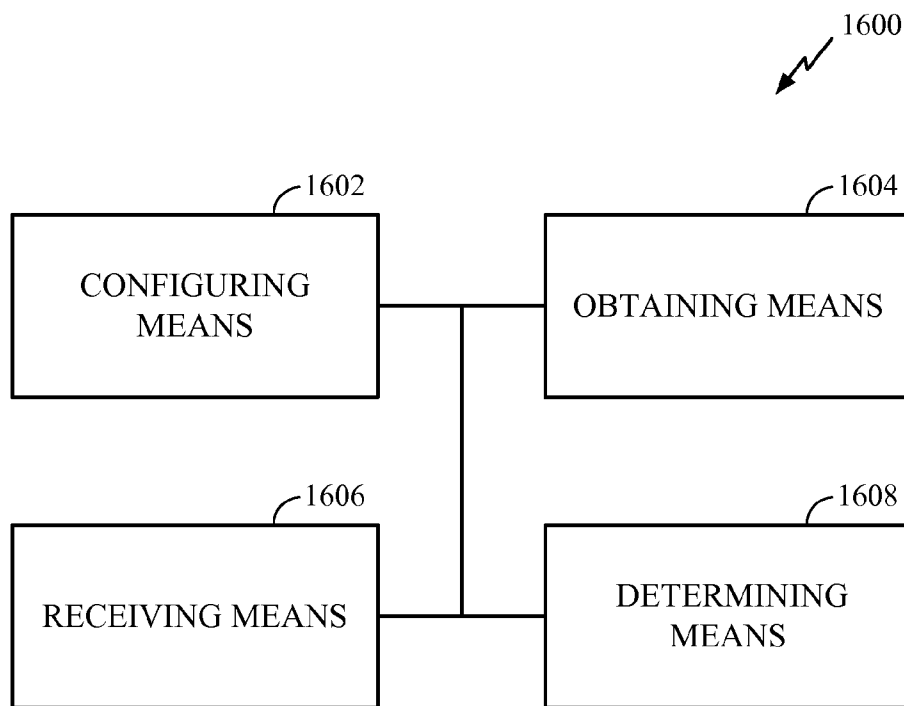 1600
1602
1604
CONFIGURING
MEANS
OBTAINING MEANS
1606
1608
RECEIVING MEANS
DETERMINING
MEANS